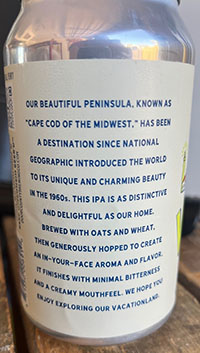 OUR BEAUTIFUL PENINSULA, KNOWN AS
"CAPE COD OF THE MIDWEST," HAS BEEN
A DESTINATION SINCE NATIONAL
GEOGRAPHIC INTRODUCED THE WORLD
TO ITS UNIQUE AND CHARMING BEAUTY
IN THE 1960s. THIS IPA IS AS DISTINCTIVE
AND DELIGHTFUL AS OUR HOME.
BREWED WITH OATS AND WHEAT,
THEN GENEROUSLY HOPPED TO CREATE
AN IN-YOUR-FACE AROMA AND FLAVOR.
IT FINISHES WITH MINIMAL BITTERNESS
AND A CREAMY MOUTHFEEL. WE HOPE YOU
ENJOY EXPLORING OUR VACATIONLAND.